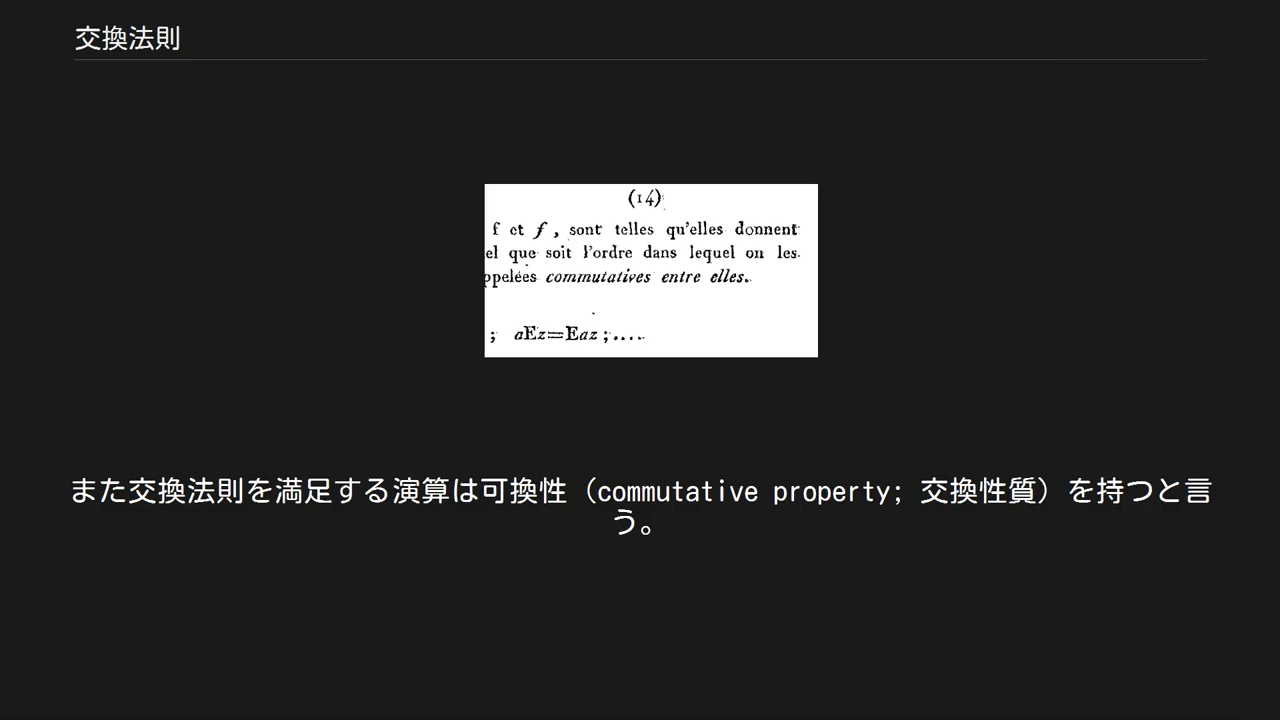 交換法則
(14)
f et f, sont telles qu'elles donnent
el que soit l'ordre dans lequel on les
ppelées commutatives entre elles.
; aEz=Eaz;....
また交換法則を満足する演算は可換性（commutative property; 交換性質）を持つと言
う。